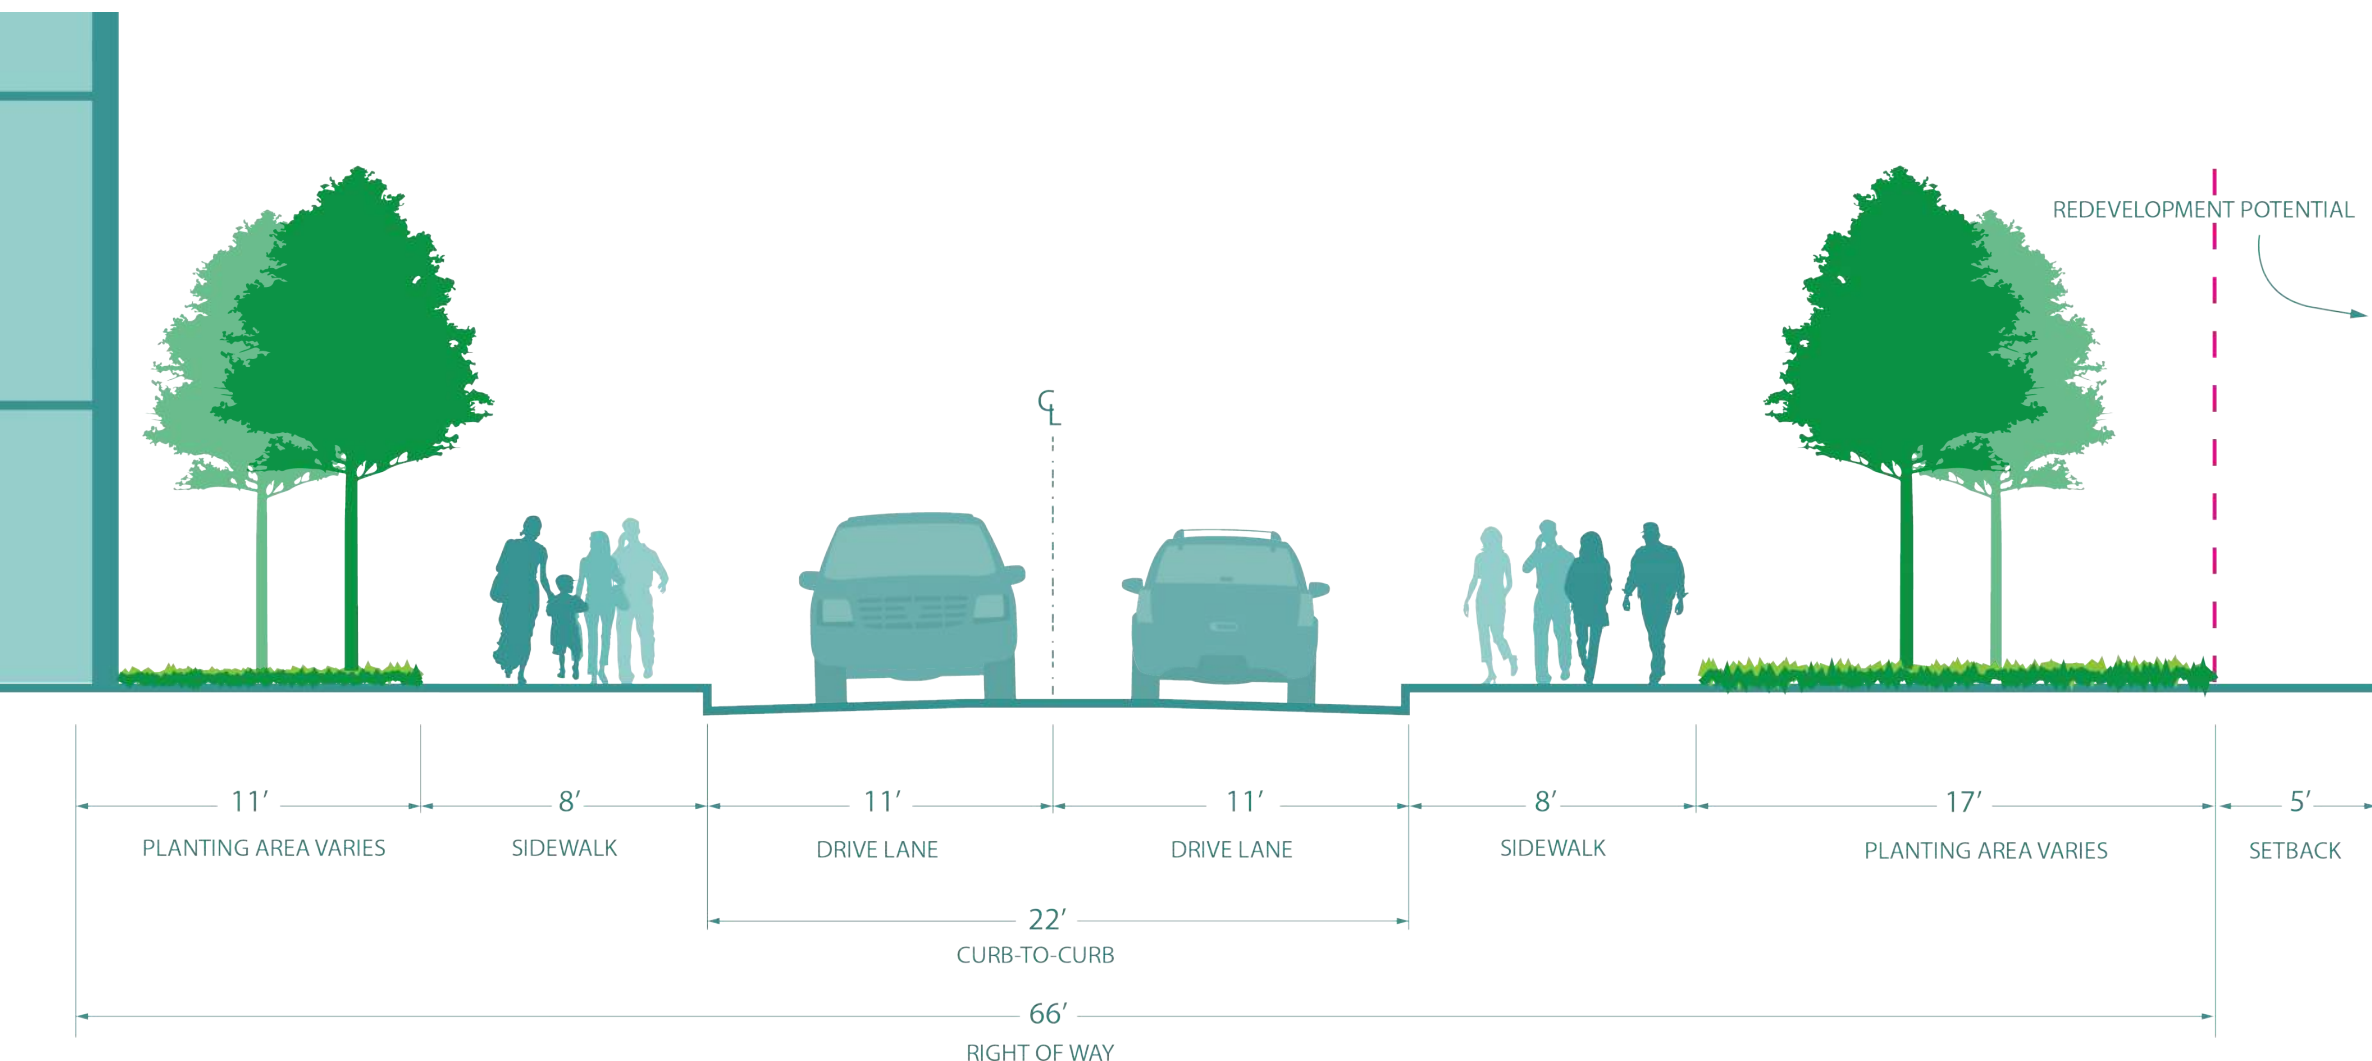 REDEVELOPMENT POTENTIAL
℄
11’ 8’ 11’ 11’ 8’ 17’ 5’
PLANTING AREA VARIES SIDEWALK DRIVE LANE DRIVE LANE SIDEWALK PLANTING AREA VARIES SETBACK
22’
CURB-TO-CURB
66’
RIGHT OF WAY